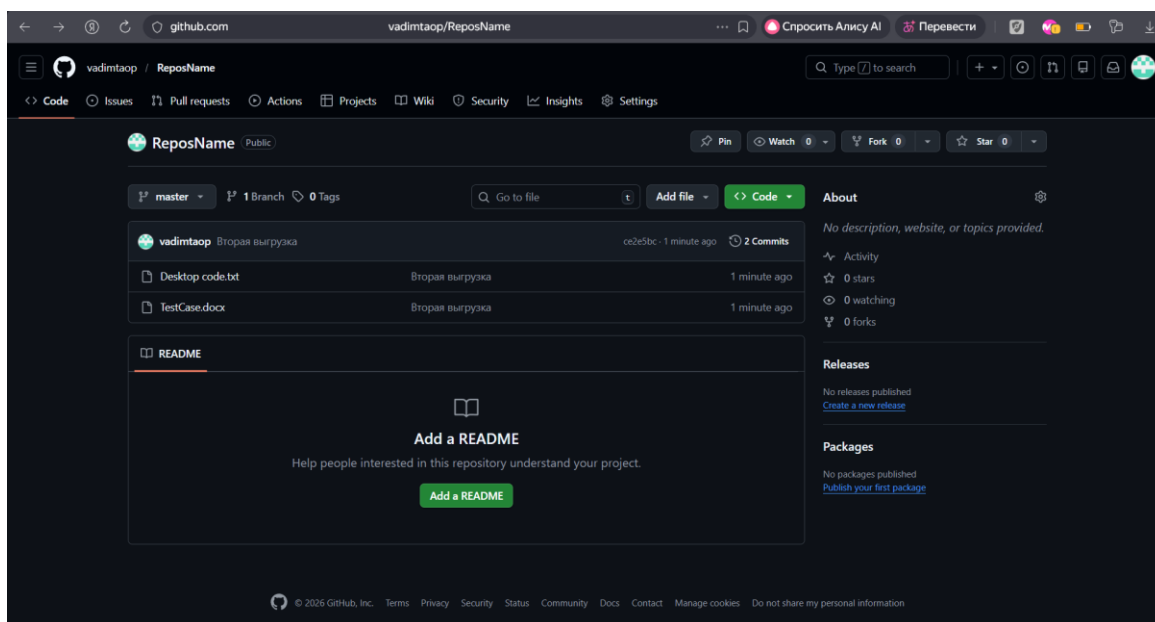 github.com vadimtaop/ReposName Спросить Алису AI Перевести
vadimtaop / ReposName Type / to search
Code Issues Pull requests Actions Projects Wiki Security Insights Settings
ReposName Public Pin Watch 0 Fork 0 Star 0
master 1 Branch 0 Tags Go to file t Add file Code
About
No description, website, or topics provided.
vadimtaop Вторая выгрузка ce2e5bc · 1 minute ago 2 Commits
Activity
Desktop code.txt Вторая выгрузка 1 minute ago
0 stars
0 watching
TestCase.docx Вторая выгрузка 1 minute ago
0 forks
README
Releases
No releases published
Create a new release
Add a README
Packages
Help people interested in this repository understand your project.
No packages published
Publish your first package
Add a README
© 2026 GitHub, Inc. Terms Privacy Security Status Community Docs Contact Manage cookies Do not share my personal information